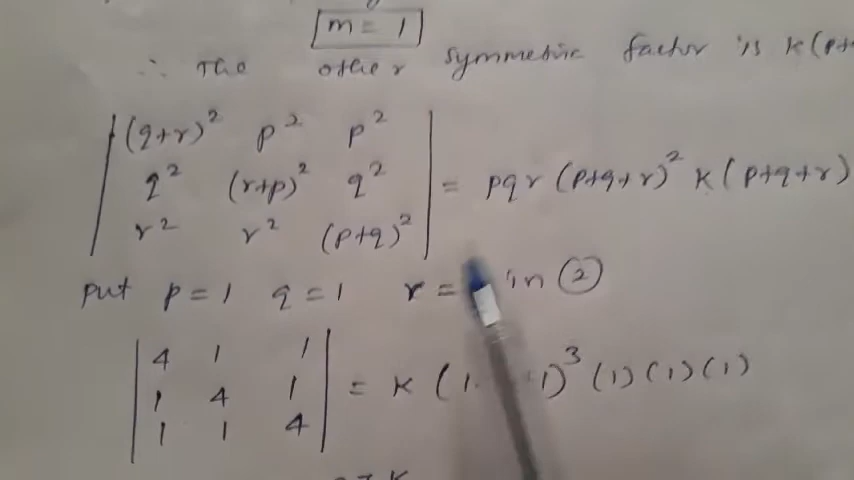 m = 1
∴ The other symmetric factor is k(p+
| (q+r)² p² p² |
| q² (r+p)² q² | = pqr (p+q+r)² k (p+q+r)
| r² r² (p+q)² |
put p = 1 q = 1 r = in ②
| 4 1 1 |
| 1 4 1 | = k (1 1)³ (1) (1) (1)
| 1 1 4 |